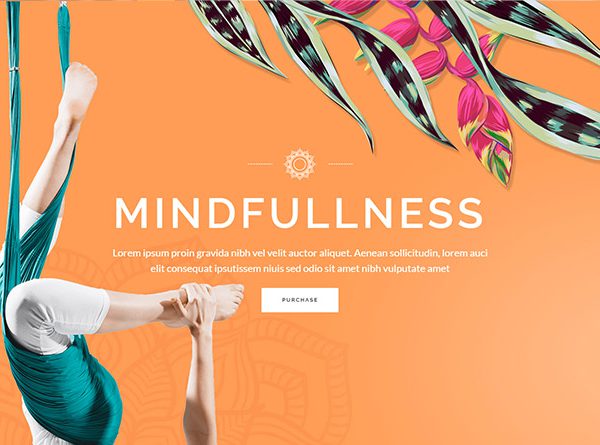 MINDFULLNESS
Lorem ipsum proin gravida nibh vel velit auctor aliquet. Aenean sollicitudin, lorem auci
elit consequat ipsutissem niuis sed odio sit amet nibh vulputate amet
PURCHASE